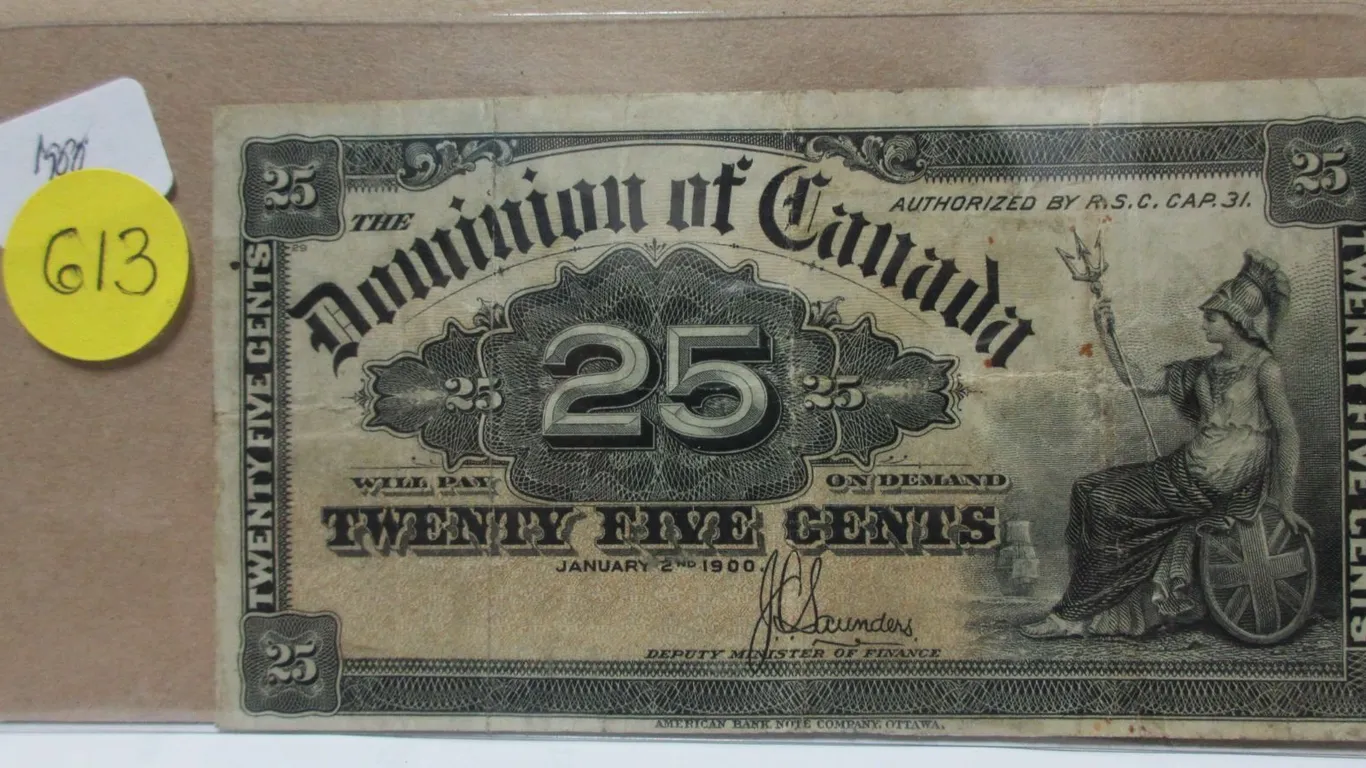 613
25
25
THE Dominion of Canada
AUTHORIZED BY R.S.C. CAP. 31.
29
TWENTY FIVE CENTS
25
25
25
TWENTY FIVE CENTS
WILL PAY
ON DEMAND
TWENTY FIVE CENTS
JANUARY 2ND 1900.
J C Saunders
DEPUTY MINISTER OF FINANCE
25
AMERICAN BANK NOTE COMPANY, OTTAWA.